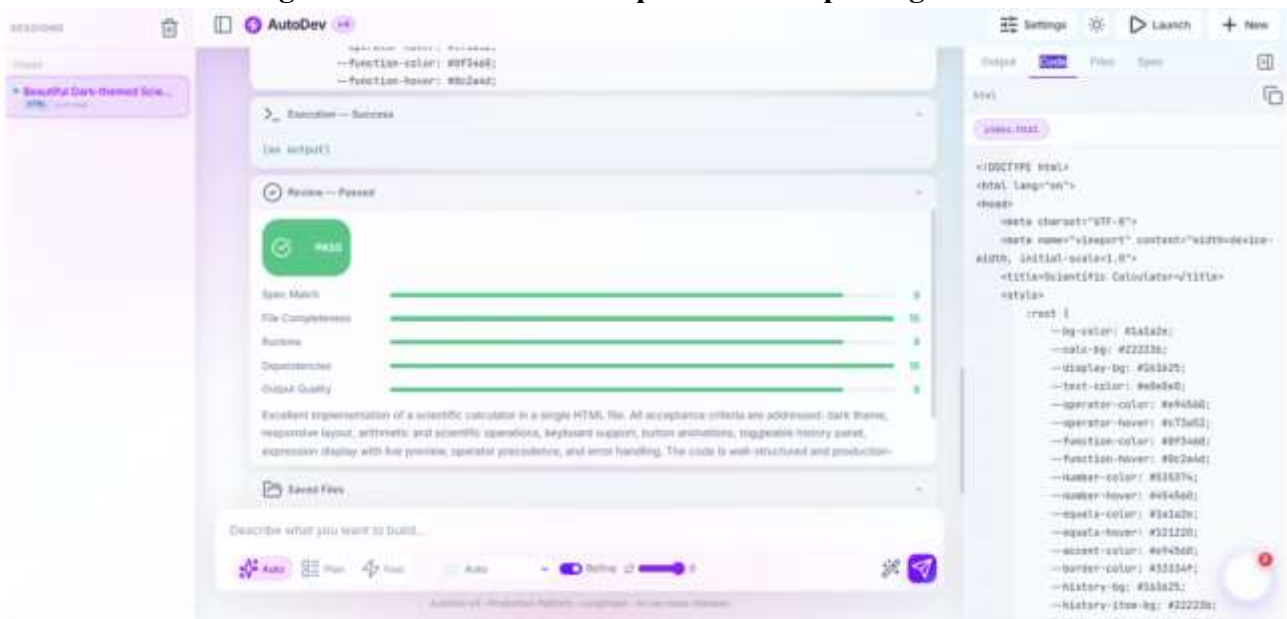 SESSIONS
AutoDev v4
Settings
Launch
New
TODAY
Beautiful Dark-themed Scie...
HTML
--function-color: #0f3460;
--function-hover: #0c2a4d;
Execution — Success
(no output)
Review — Passed
PASS
Spec Match 9
File Completeness 10
Runtime 9
Dependencies 10
Output Quality 9
Excellent implementation of a scientific calculator in a single HTML file. All acceptance criteria are addressed: dark theme,
responsive layout, arithmetic and scientific operations, keyboard support, button animations, toggleable history panel,
expression display with live preview, operator precedence, and error handling. The code is well-structured and production-
Saved Files
Describe what you want to build...
Auto
Plan
Fast
Auto
Refine
Output
Code
Files
Spec
html
index.html
<!DOCTYPE html>
<html lang="en">
<head>
<meta charset="UTF-8">
<meta name="viewport" content="width=device-
width, initial-scale=1.0">
<title>Scientific Calculator</title>
<style>
:root {
--bg-color: #1a1a2e;
--calc-bg: #22223b;
--display-bg: #161625;
--text-color: #e0e0e0;
--operator-color: #e94560;
--operator-hover: #c73a52;
--function-color: #0f3460;
--function-hover: #0c2a4d;
--number-color: #535374;
--number-hover: #454560;
--equals-color: #1a1a2e;
--equals-hover: #121220;
--accent-color: #e94560;
--border-color: #33334f;
--history-bg: #161625;
--history-item-bg: #22223b;